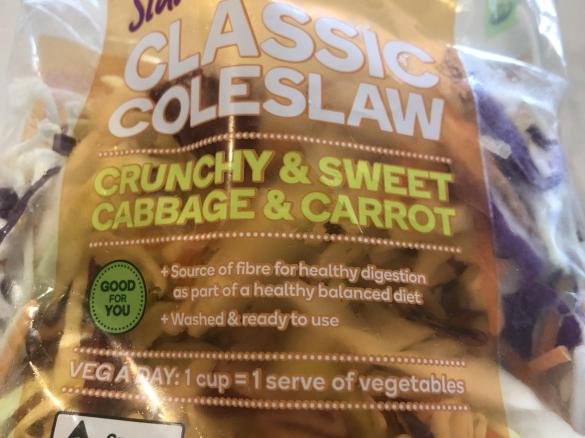 CLASSIC
COLESLAW
CRUNCHY & SWEET
CABBAGE & CARROT
GOOD
FOR
YOU
+ Source of fibre for healthy digestion
as part of a healthy balanced diet
+ Washed & ready to use
VEG A DAY: 1 cup = 1 serve of vegetables